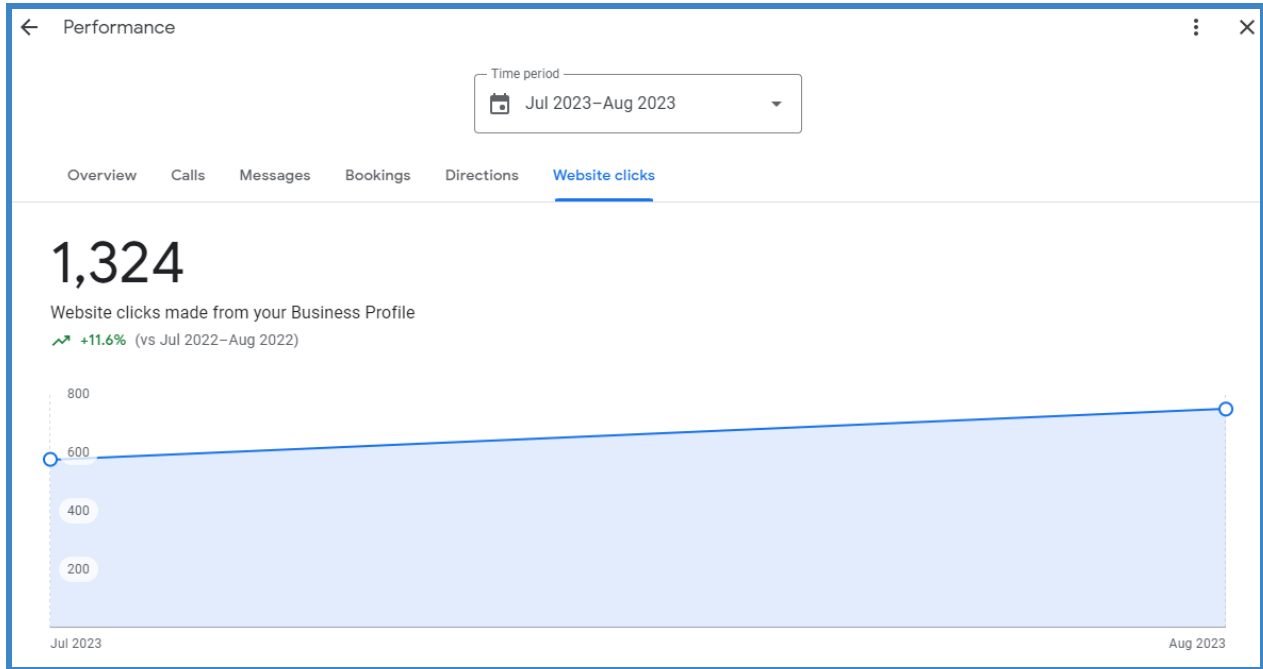 Performance
Time period
Jul 2023–Aug 2023
Overview Calls Messages Bookings Directions Website clicks
1,324
Website clicks made from your Business Profile
+11.6% (vs Jul 2022–Aug 2022)
800
600
400
200
Jul 2023 Aug 2023